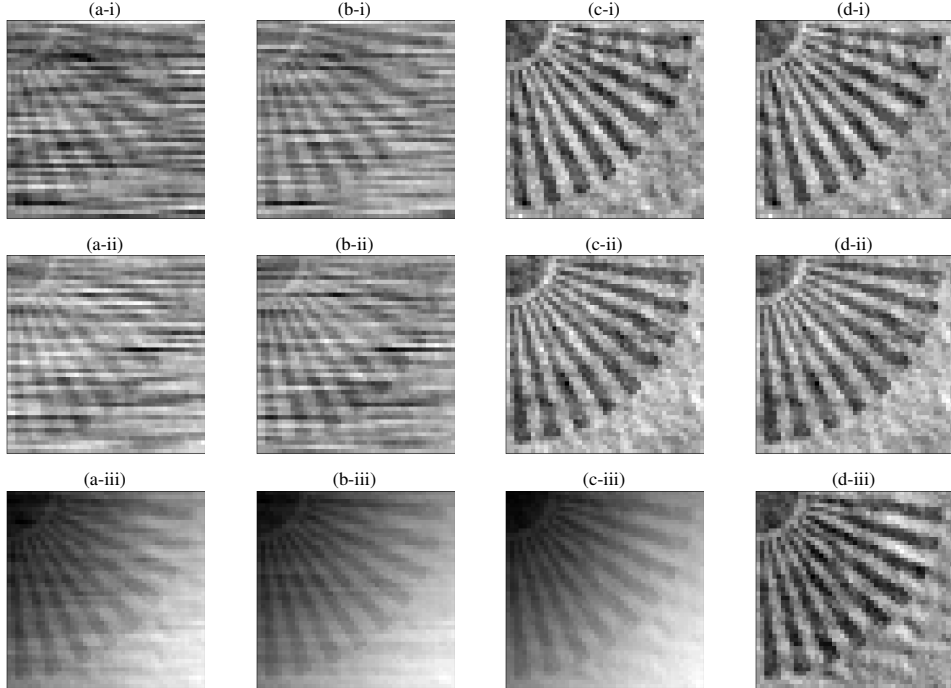 (a-i) (b-i) (c-i) (d-i)
(a-ii) (b-ii) (c-ii) (d-ii)
(a-iii) (b-iii) (c-iii) (d-iii)